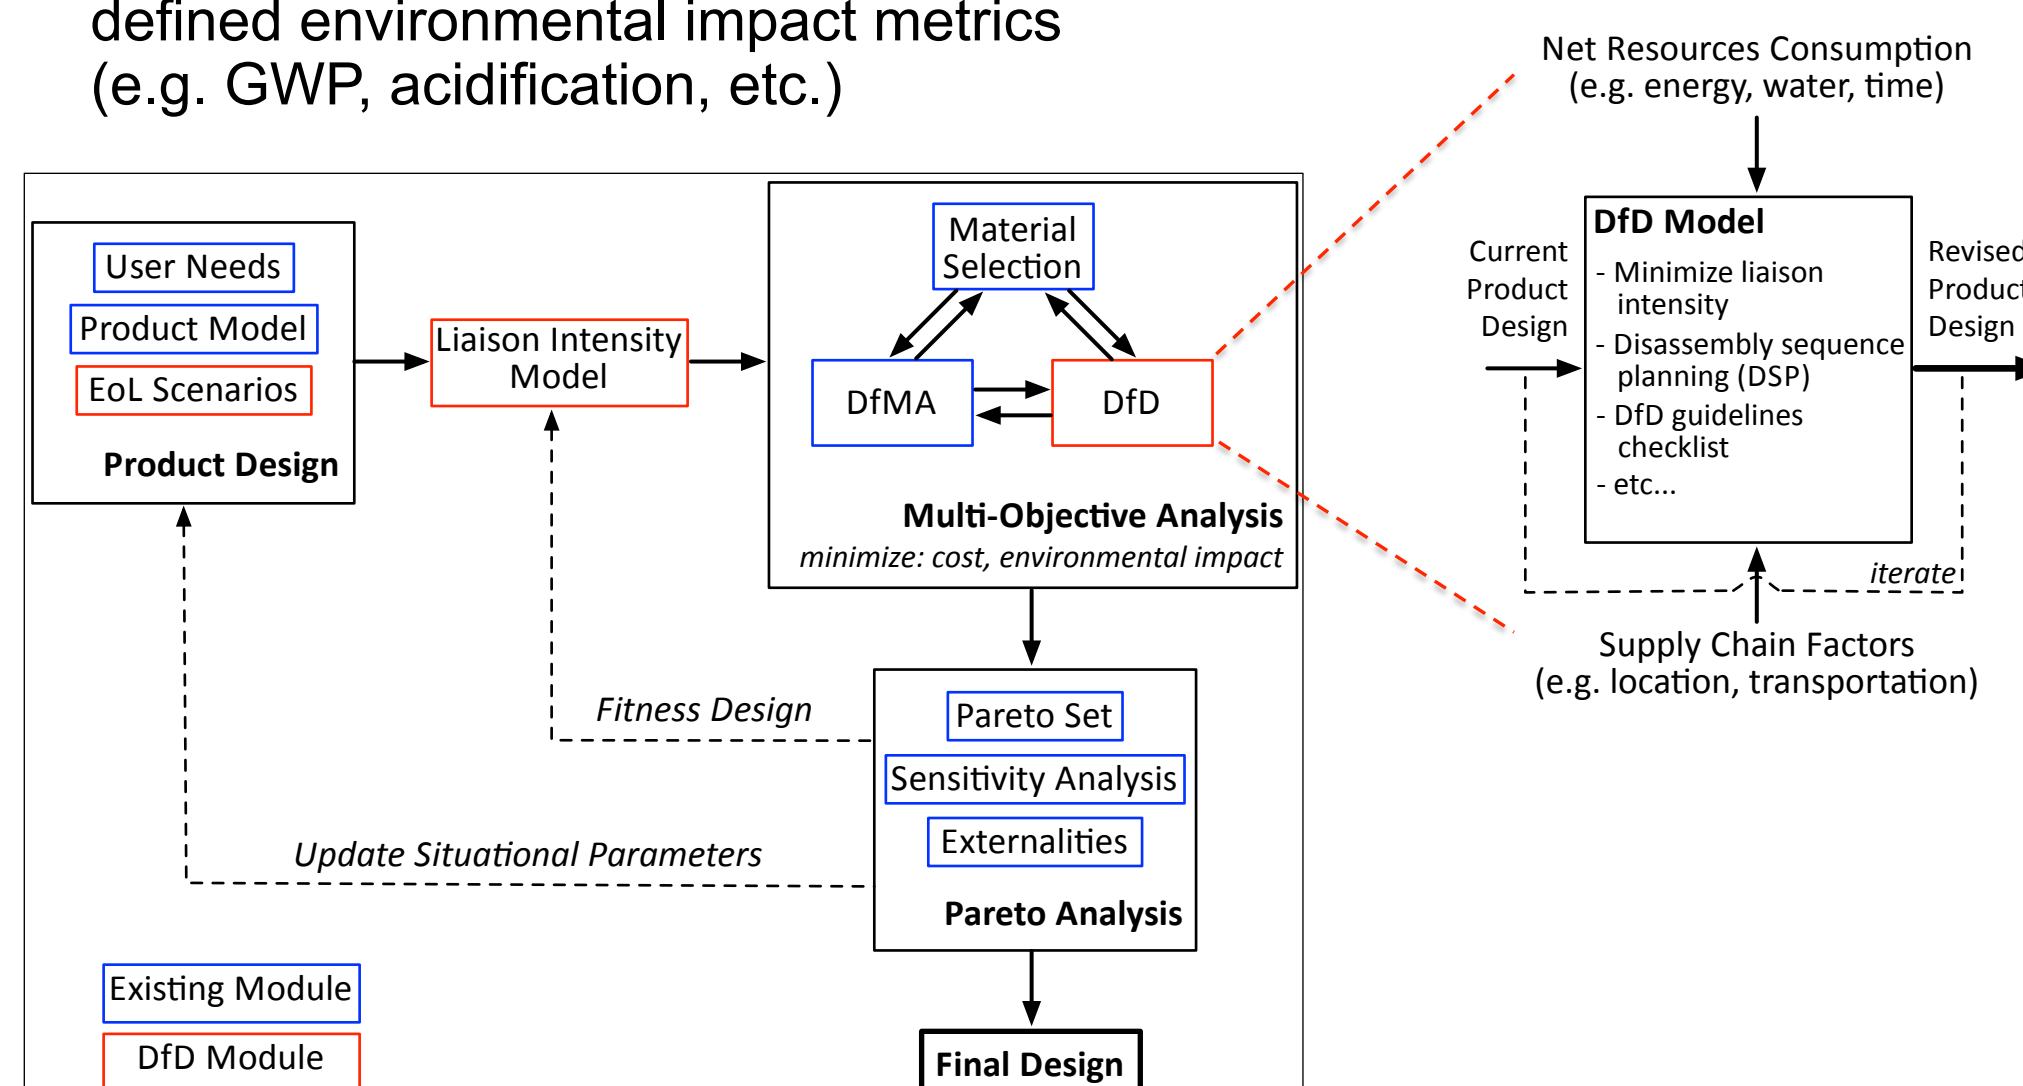 defined environmental impact metrics
(e.g. GWP, acidification, etc.)
User Needs
Product Model
EoL Scenarios
Product Design
Liaison Intensity
Model
Material
Selection
DfMA
DfD
Multi-Objective Analysis
minimize: cost, environmental impact
Fitness Design
Update Situational Parameters
Pareto Set
Sensitivity Analysis
Externalities
Pareto Analysis
Final Design
Existing Module
DfD Module
Net Resources Consumption
(e.g. energy, water, time)
Current
Product
Design
DfD Model
- Minimize liaison
intensity
- Disassembly sequence
planning (DSP)
- DfD guidelines
checklist
- etc...
Revised
Product
Design
iterate
Supply Chain Factors
(e.g. location, transportation)